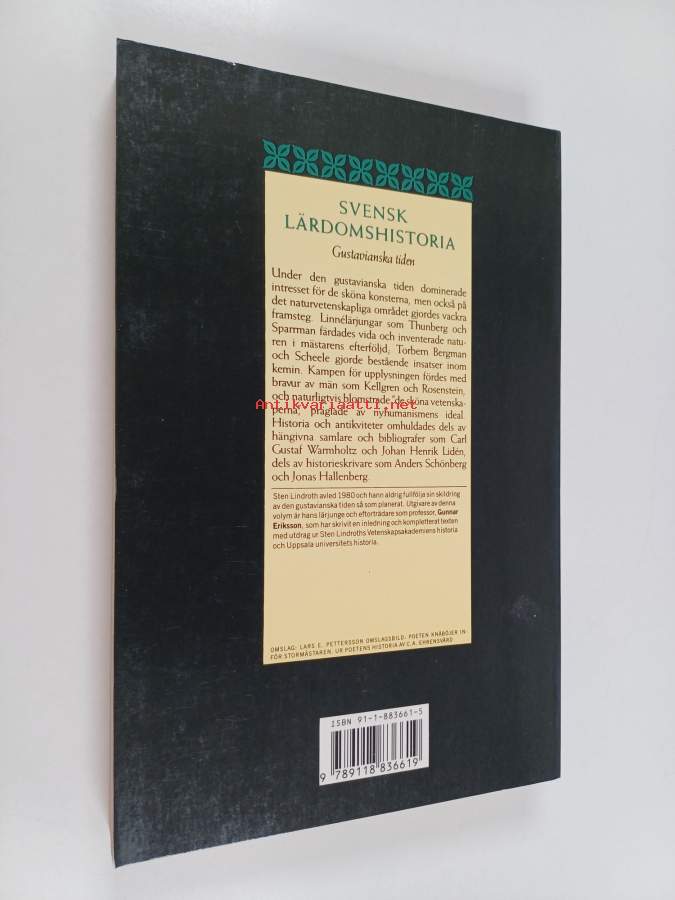 SVENSK
LÄRDOMSHISTORIA
Gustavianska tiden
Under den gustavianska tiden dominerade
intresset för de sköna konsterna, men också på
det naturvetenskapliga området gjordes vackra
framsteg. Linnélärjungar som Thunberg och
Sparrman färdades vida och inventerade natu-
ren i mästarens efterföljd; Torbern Bergman
och Scheele gjorde bestående insatser inom
kemin. Kampen för upplysningen fördes med
bravur av män som Kellgren och Rosenstein,
och naturligtvis blomstrade "de sköna vetenska-
Antikvariaatti.net
perna", präglade av nyhumanismens ideal.
Historia och antikviteter omhuldades dels av
hängivna samlare och bibliografer som Carl
Gustaf Warmholtz och Johan Henrik Lidén,
dels av historieskrivare som Anders Schönberg
och Jonas Hallenberg.
Sten Lindroth avled 1980 och hann aldrig fullfölja sin skildring
av den gustavianska tiden så som planerat. Utgivare av denna
volym är hans lärjunge och efterträdare som professor, Gunnar
Eriksson, som har skrivit en inledning och kompletterat texten
med utdrag ur Sten Lindroths Vetenskapsakademiens historia
och Uppsala universitets historia.
OMSLAG: LARS E. PETTERSSON OMSLAGSBILD: POETEN KNÄBÖJER IN-
FÖR STORMÄSTAREN. UR POETENS HISTORIA AV C. A. EHRENSVÄRD
ISBN 91-1-883661-5
9 789118 836619